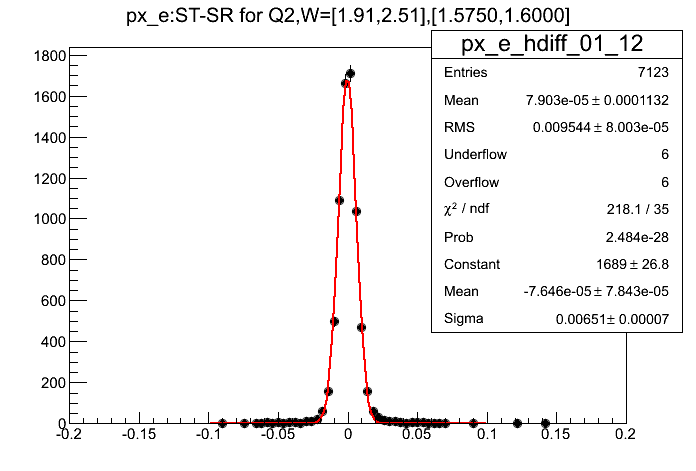 px_e:ST-SR for Q2,W=[1.91,2.51],[1.5750,1.6000]
px_e_hdiff_01_12
Entries 7123
Mean 7.903e-05 ± 0.0001132
RMS 0.009544 ± 8.003e-05
Underflow 6
Overflow 6
χ² / ndf 218.1 / 35
Prob 2.484e-28
Constant 1689 ± 26.8
Mean -7.646e-05 ± 7.843e-05
Sigma 0.00651 ± 0.00007
1800
1600
1400
1200
1000
800
600
400
200
0
-0.2 -0.15 -0.1 -0.05 0 0.05 0.1 0.15 0.2